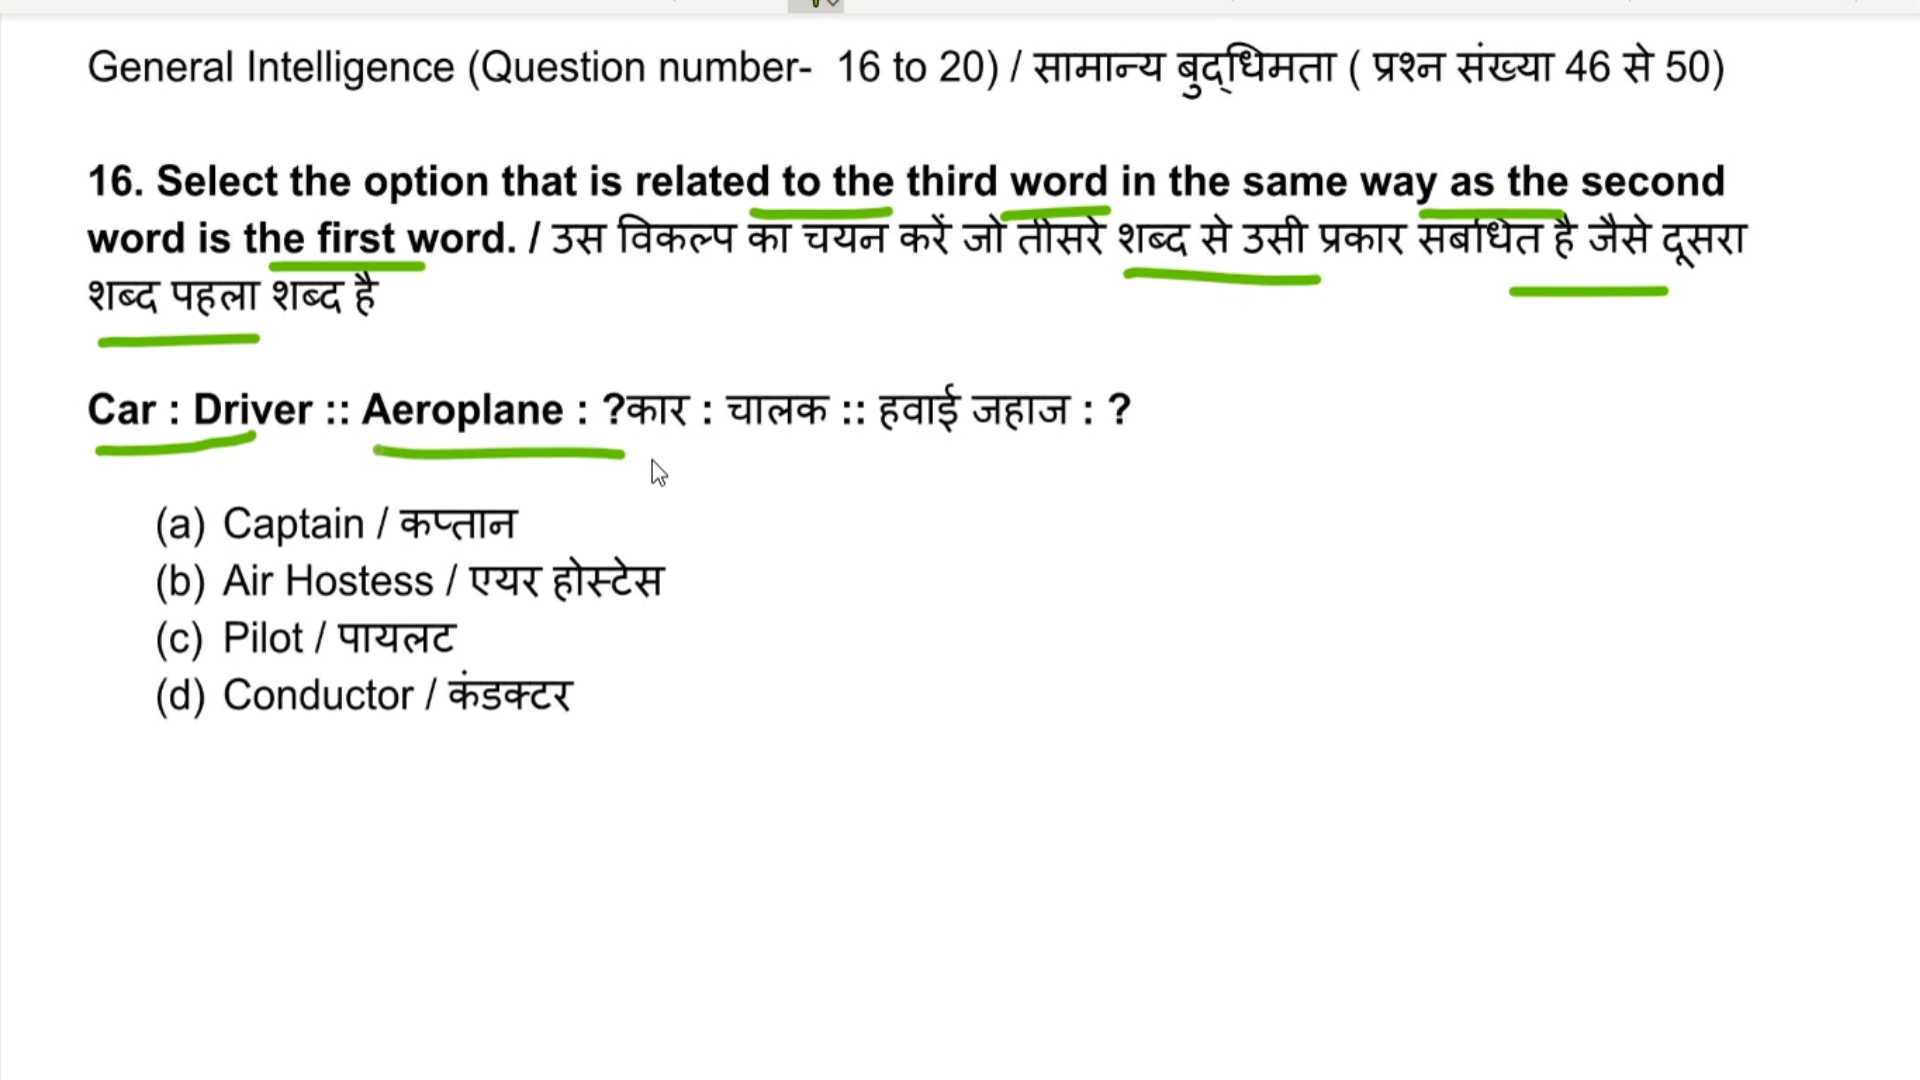 General Intelligence (Question number- 16 to 20) / सामान्य बुद्धिमता ( प्रश्न संख्या 46 से 50)
16. Select the option that is related to the third word in the same way as the second
word is the first word. / उस विकल्प का चयन करें जो तीसरे शब्द से उसी प्रकार सबंधित है जैसे दूसरा
शब्द पहला शब्द है
Car : Driver :: Aeroplane : ?कार : चालक :: हवाई जहाज : ?
(a) Captain / कप्तान
(b) Air Hostess / एयर होस्टेस
(c) Pilot / पायलट
(d) Conductor / कंडक्टर